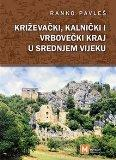 RANKO PAVLEŠ
KRIŽEVAČKI, KALNIČKI I
VRBOVEČKI KRAJ
U SREDNJEM VIJEKU